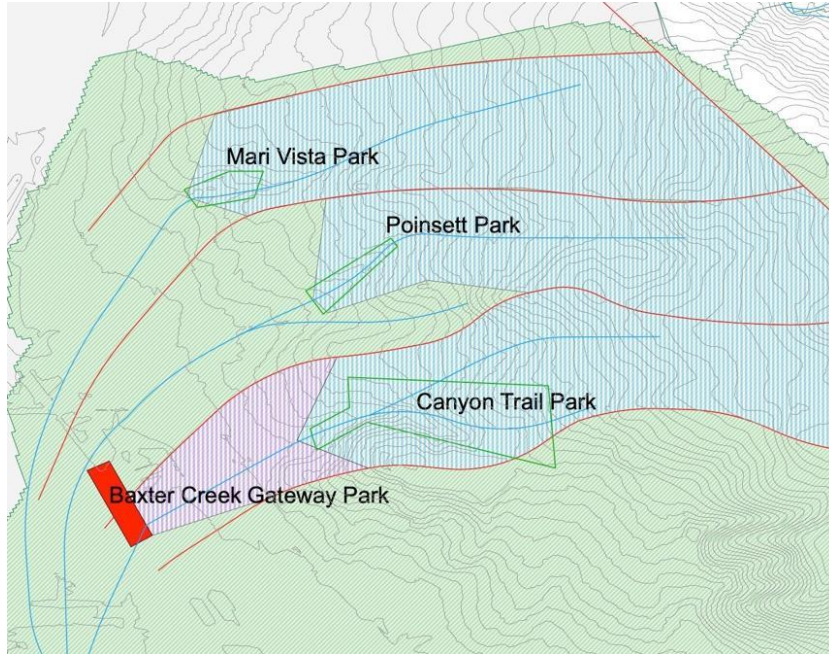 Mari Vista Park
Poinsett Park
Canyon Trail Park
Baxter Creek Gateway Park